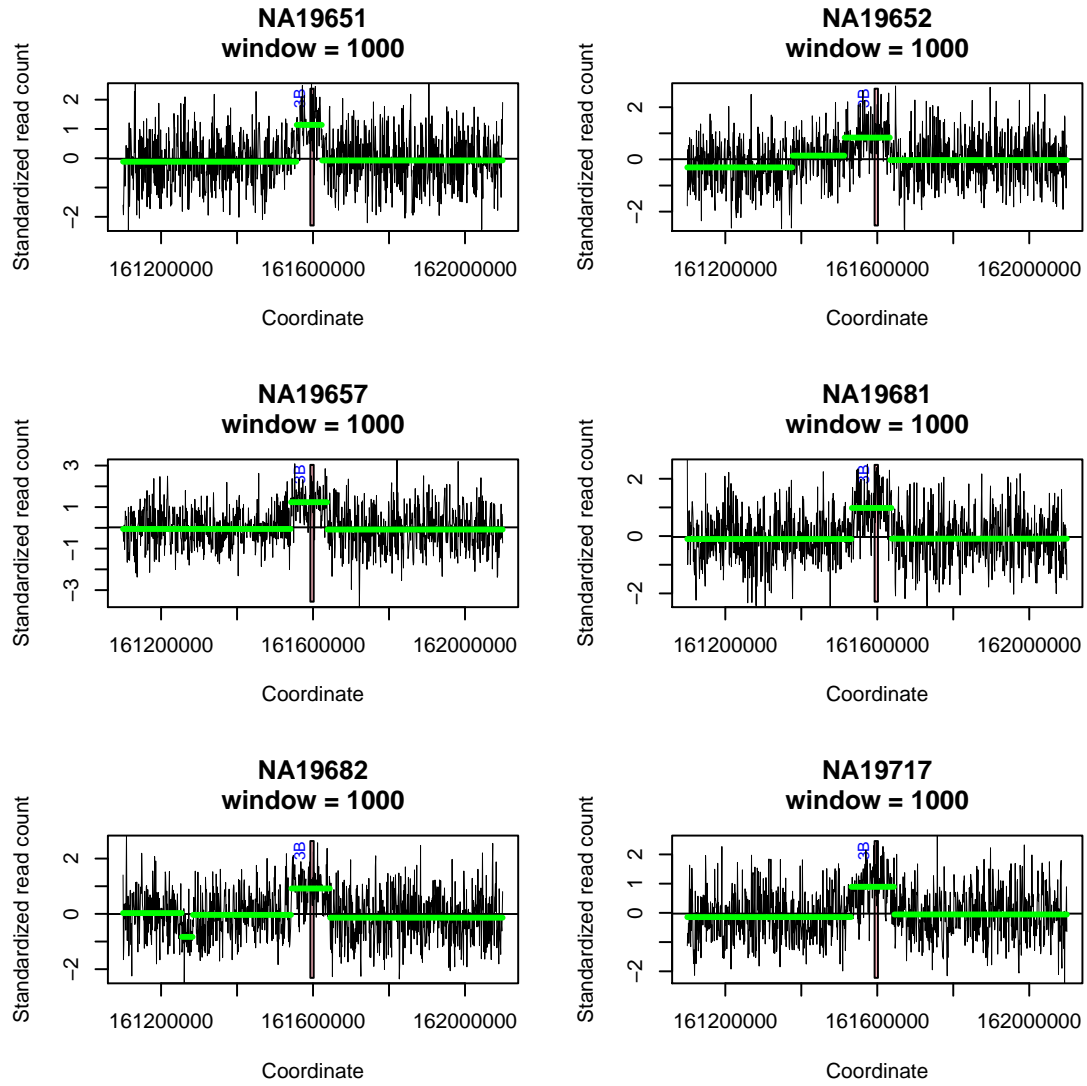 NA19651
window = 1000
Standardized read count
2
1
0
−2
3B
161200000 161600000 162000000
Coordinate
NA19652
window = 1000
Standardized read count
2
0
−2
3B
161200000 161600000 162000000
Coordinate
NA19657
window = 1000
Standardized read count
3
1
−1
−3
3B
161200000 161600000 162000000
Coordinate
NA19681
window = 1000
Standardized read count
2
0
−2
3B
161200000 161600000 162000000
Coordinate
NA19682
window = 1000
Standardized read count
2
0
−2
3B
161200000 161600000 162000000
Coordinate
NA19717
window = 1000
Standardized read count
2
1
0
−2
3B
161200000 161600000 162000000
Coordinate